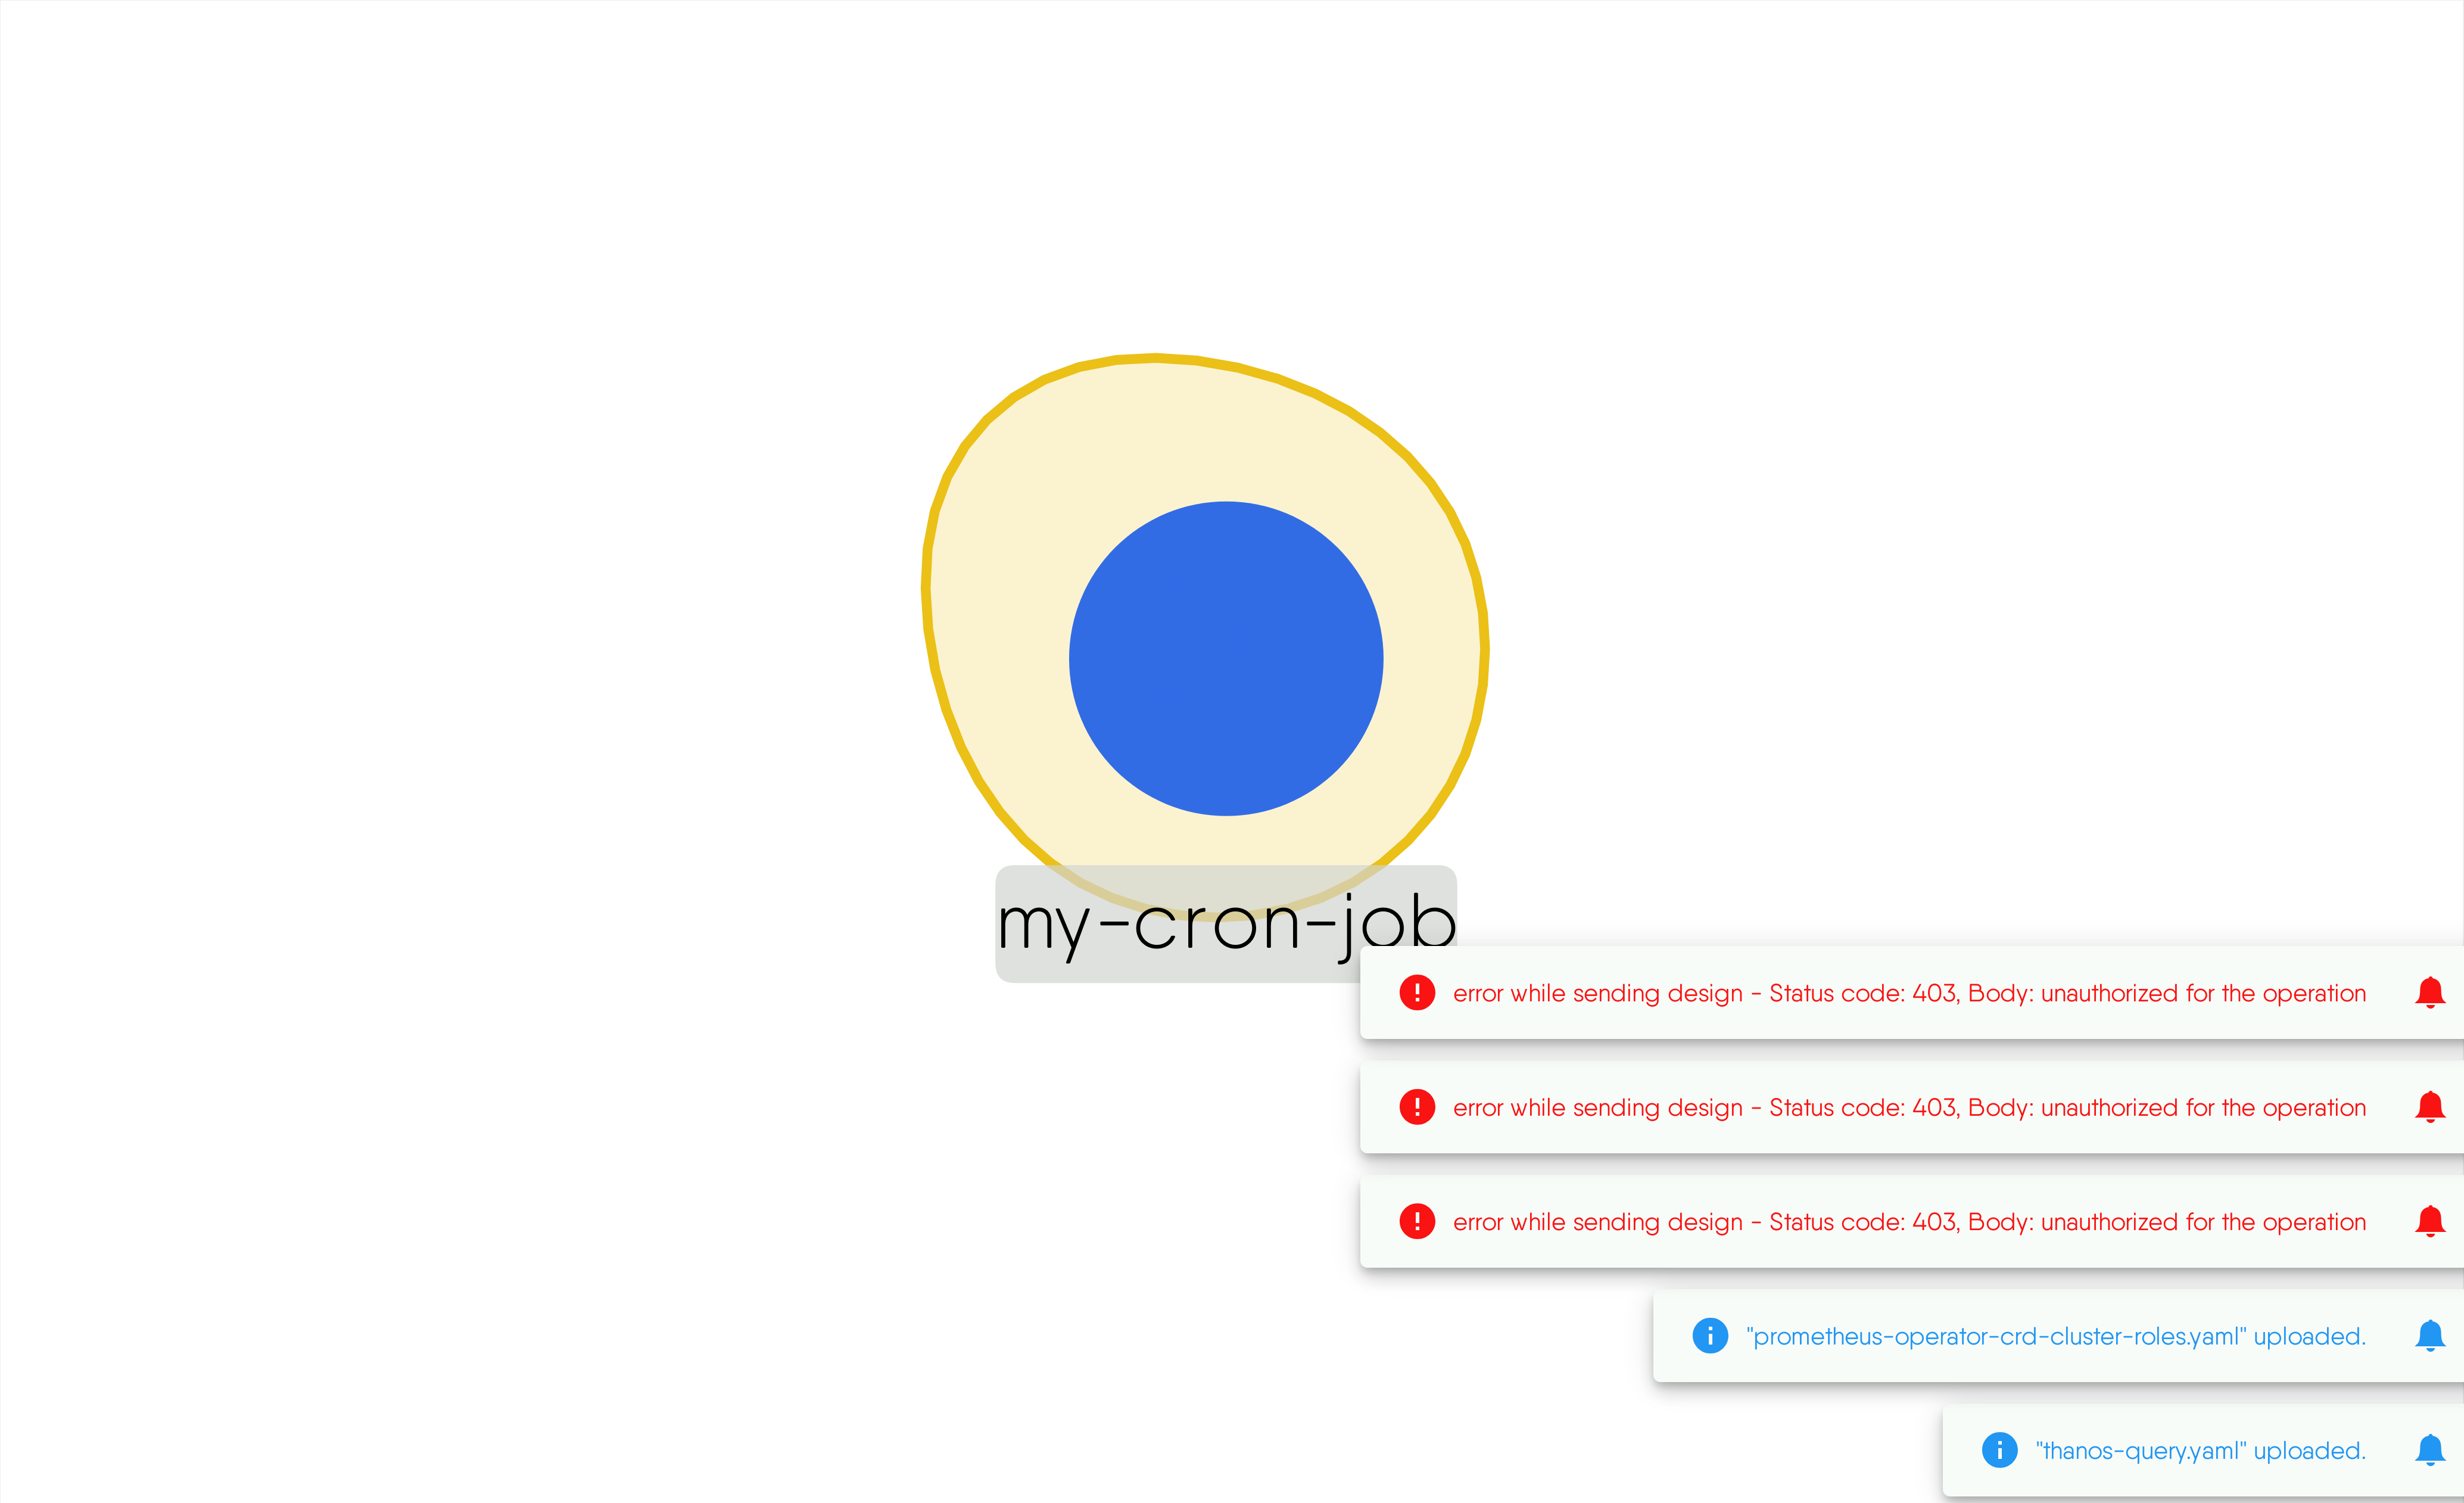 my-cron-job
error while sending design - Status code: 403, Body: unauthorized for the operation
error while sending design - Status code: 403, Body: unauthorized for the operation
error while sending design - Status code: 403, Body: unauthorized for the operation
"prometheus-operator-crd-cluster-roles.yaml" uploaded.
"thanos-query.yaml" uploaded.